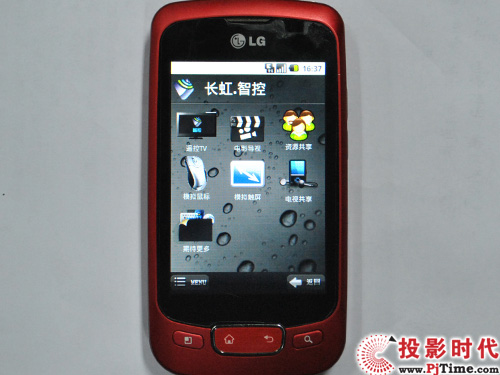 LG
16:37
长虹.智控
遥控TV
电影导视
资源共享
模拟鼠标
模拟触屏
电视共享
期待更多
MENU
返回
投影时代
www.PjTime.com